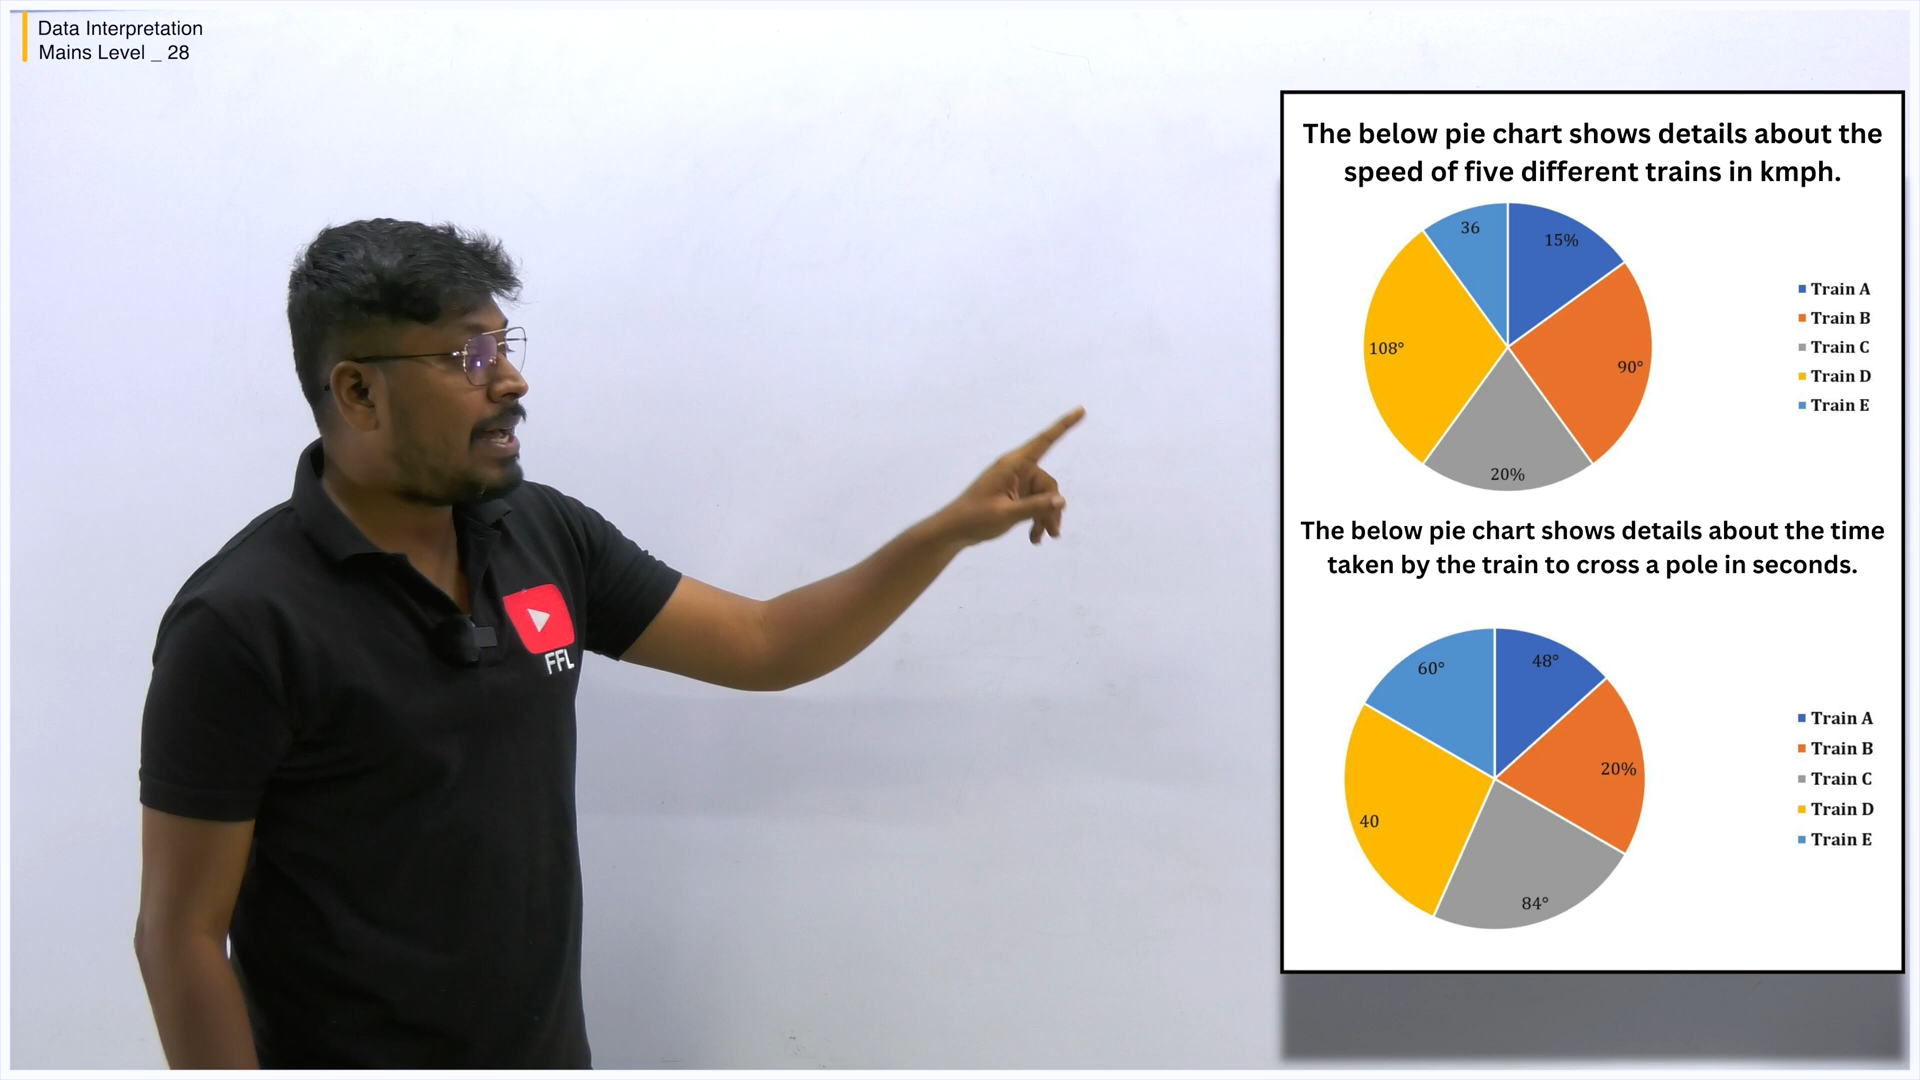 Data Interpretation
Mains Level _ 28
The below pie chart shows details about the
speed of five different trains in kmph.
36
15%
108°
90°
20%
Train A
Train B
Train C
Train D
Train E
The below pie chart shows details about the time
taken by the train to cross a pole in seconds.
60°
48°
20%
40
84°
Train A
Train B
Train C
Train D
Train E
FFL